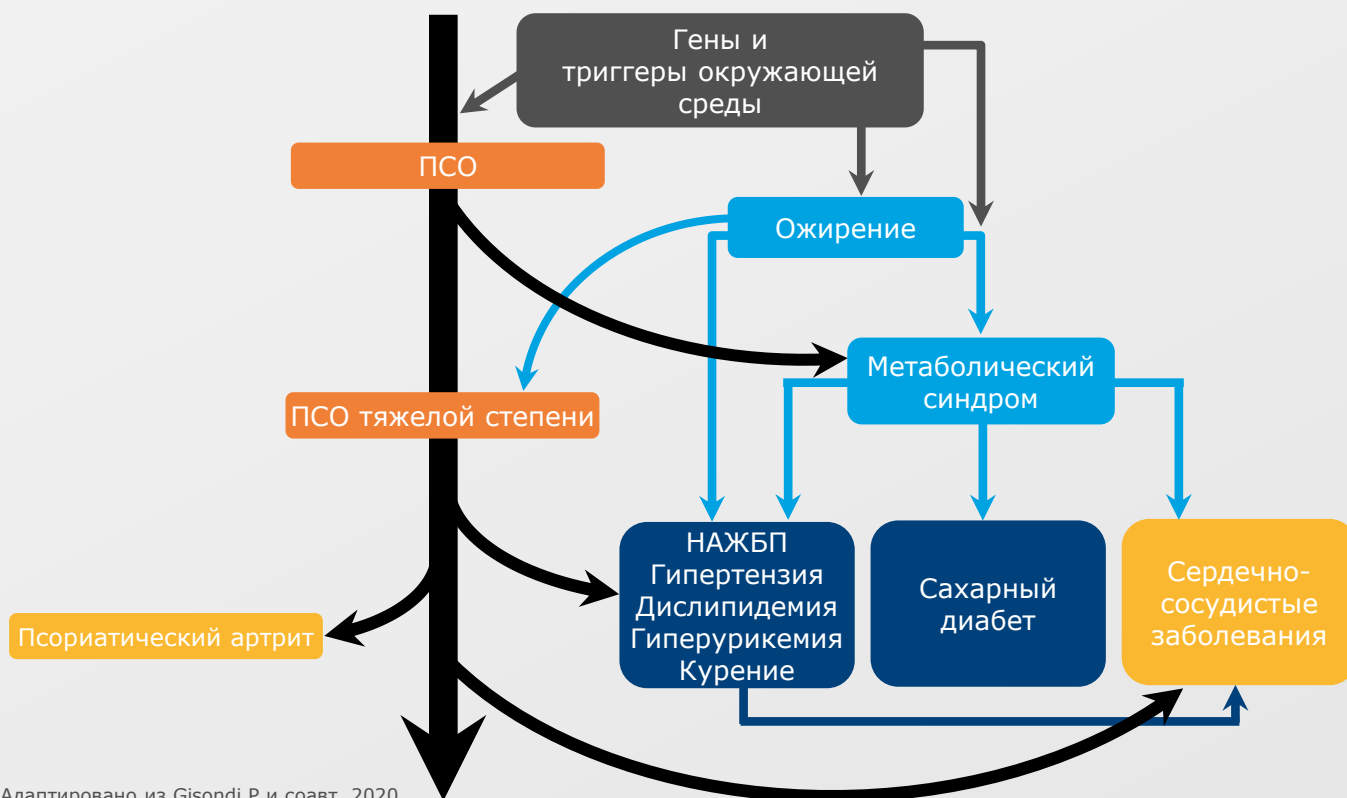 Гены и
триггеры окружающей
среды
ПСО
Ожирение
Метаболический
синдром
ПСО тяжелой степени
НАЖБП
Гипертензия
Дислипидемия
Гиперурикемия
Курение
Сахарный
диабет
Сердечно-
сосудистые
заболевания
Псориатический артрит
Адаптировано из Gisondi P и соавт. 2020